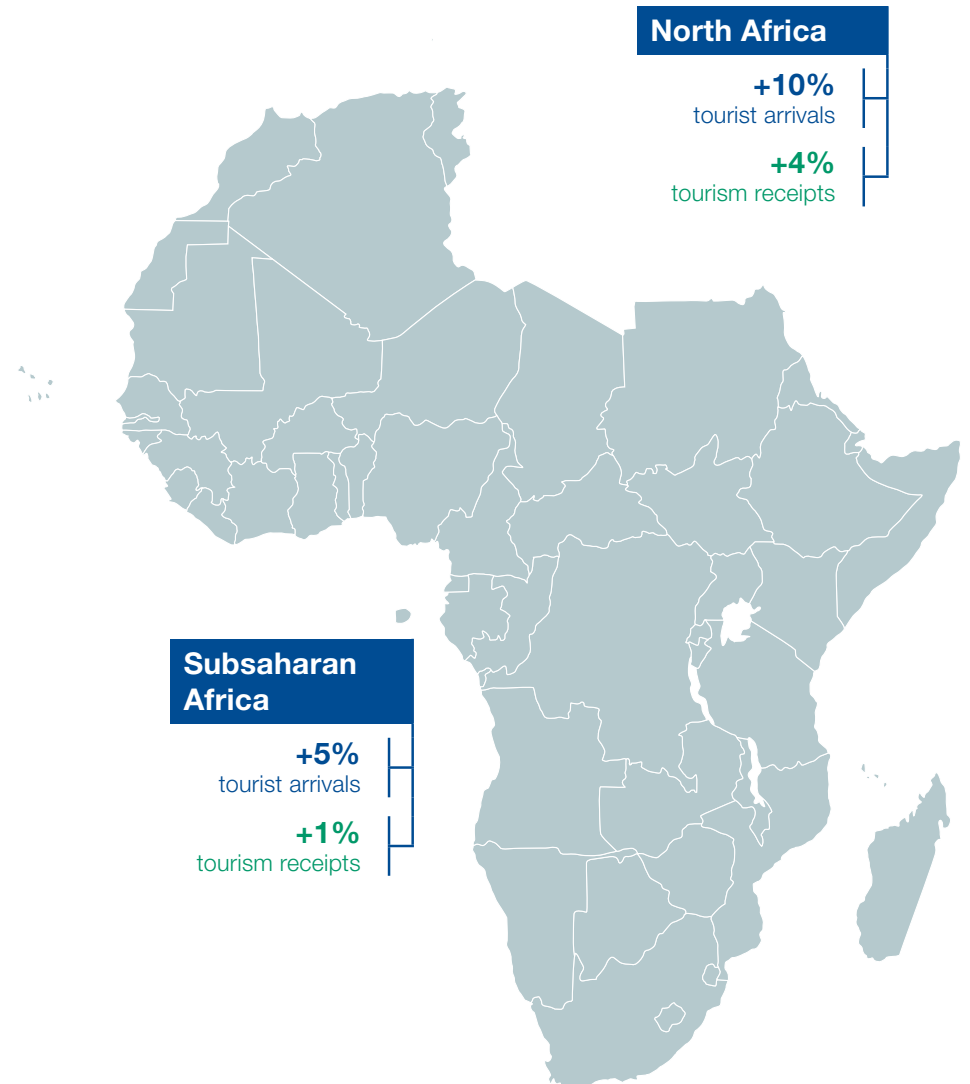 North Africa
+10%
tourist arrivals
+4%
tourism receipts
Subsaharan
Africa
+5%
tourist arrivals
+1%
tourism receipts